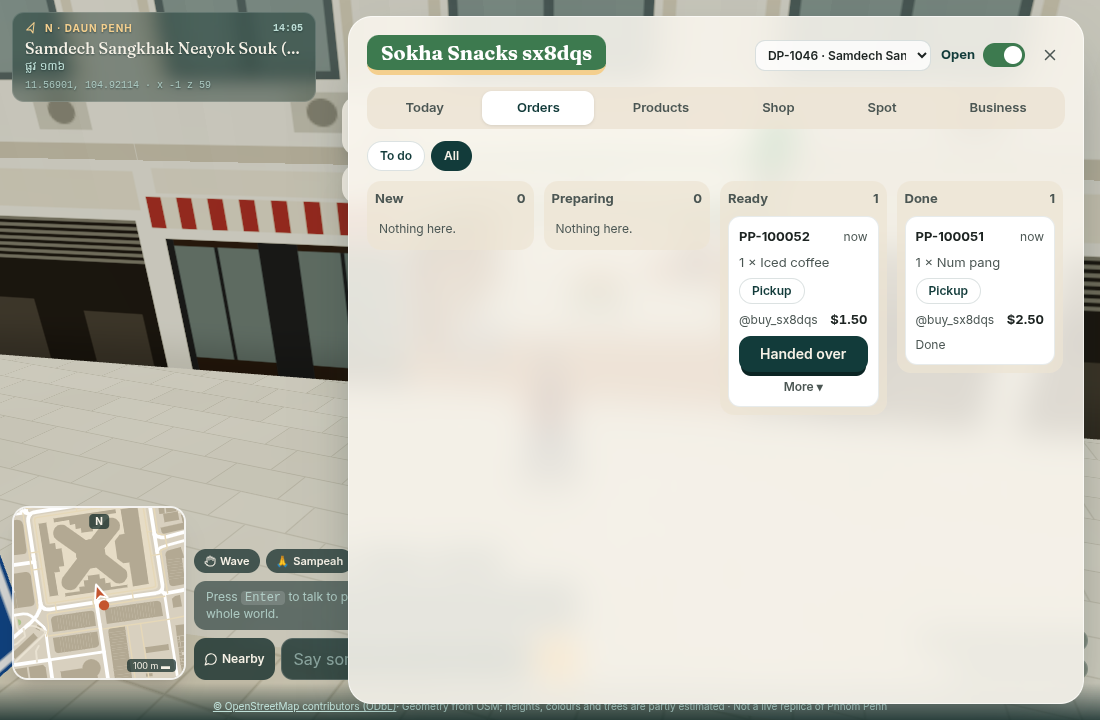 N · DAUN PENH
14:05
Samdech Sangkhak Neayok Souk (...
ផ្លូវ ១៣៦
11.56901, 104.92114 · x -1 z 59
Sokha Snacks sx8dqs
DP-1046 · Samdech San
Open
Today
Orders
Products
Shop
Spot
Business
To do
All
New 0
Nothing here.
Preparing 0
Nothing here.
Ready 1
PP-100052 now
1 × Iced coffee
Pickup
@buy_sx8dqs $1.50
Handed over
More ▾
Done 1
PP-100051 now
1 × Num pang
Pickup
@buy_sx8dqs $2.50
Done
N
100 m
Wave
🙏 Sampeah
Press Enter to talk to p
whole world.
Nearby
Say sor
© OpenStreetMap contributors (ODbL) · Geometry from OSM; heights, colours and trees are partly estimated · Not a live replica of Phnom Penh